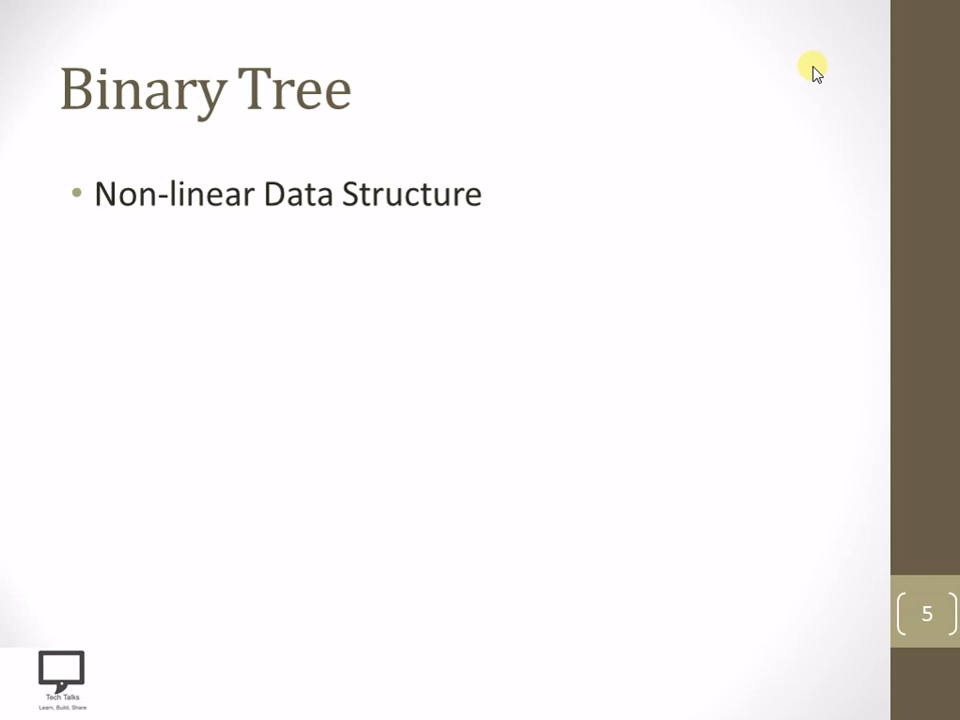 Binary Tree
• Non-linear Data Structure
5
Tech Talks
Learn, Build, Share